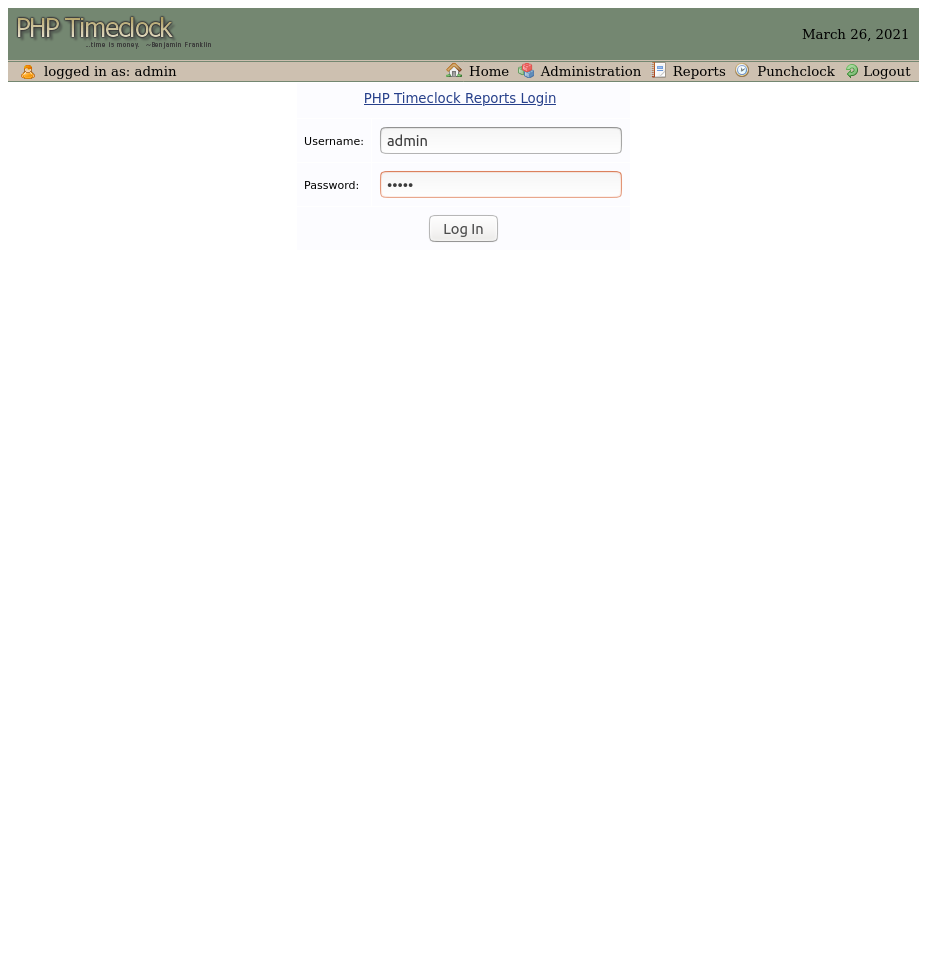 PHP Timeclock
...time is money. ~Benjamin Franklin
March 26, 2021
logged in as: admin Home Administration Reports Punchclock Logout
PHP Timeclock Reports Login
Username: admin
Password: •••••
Log In